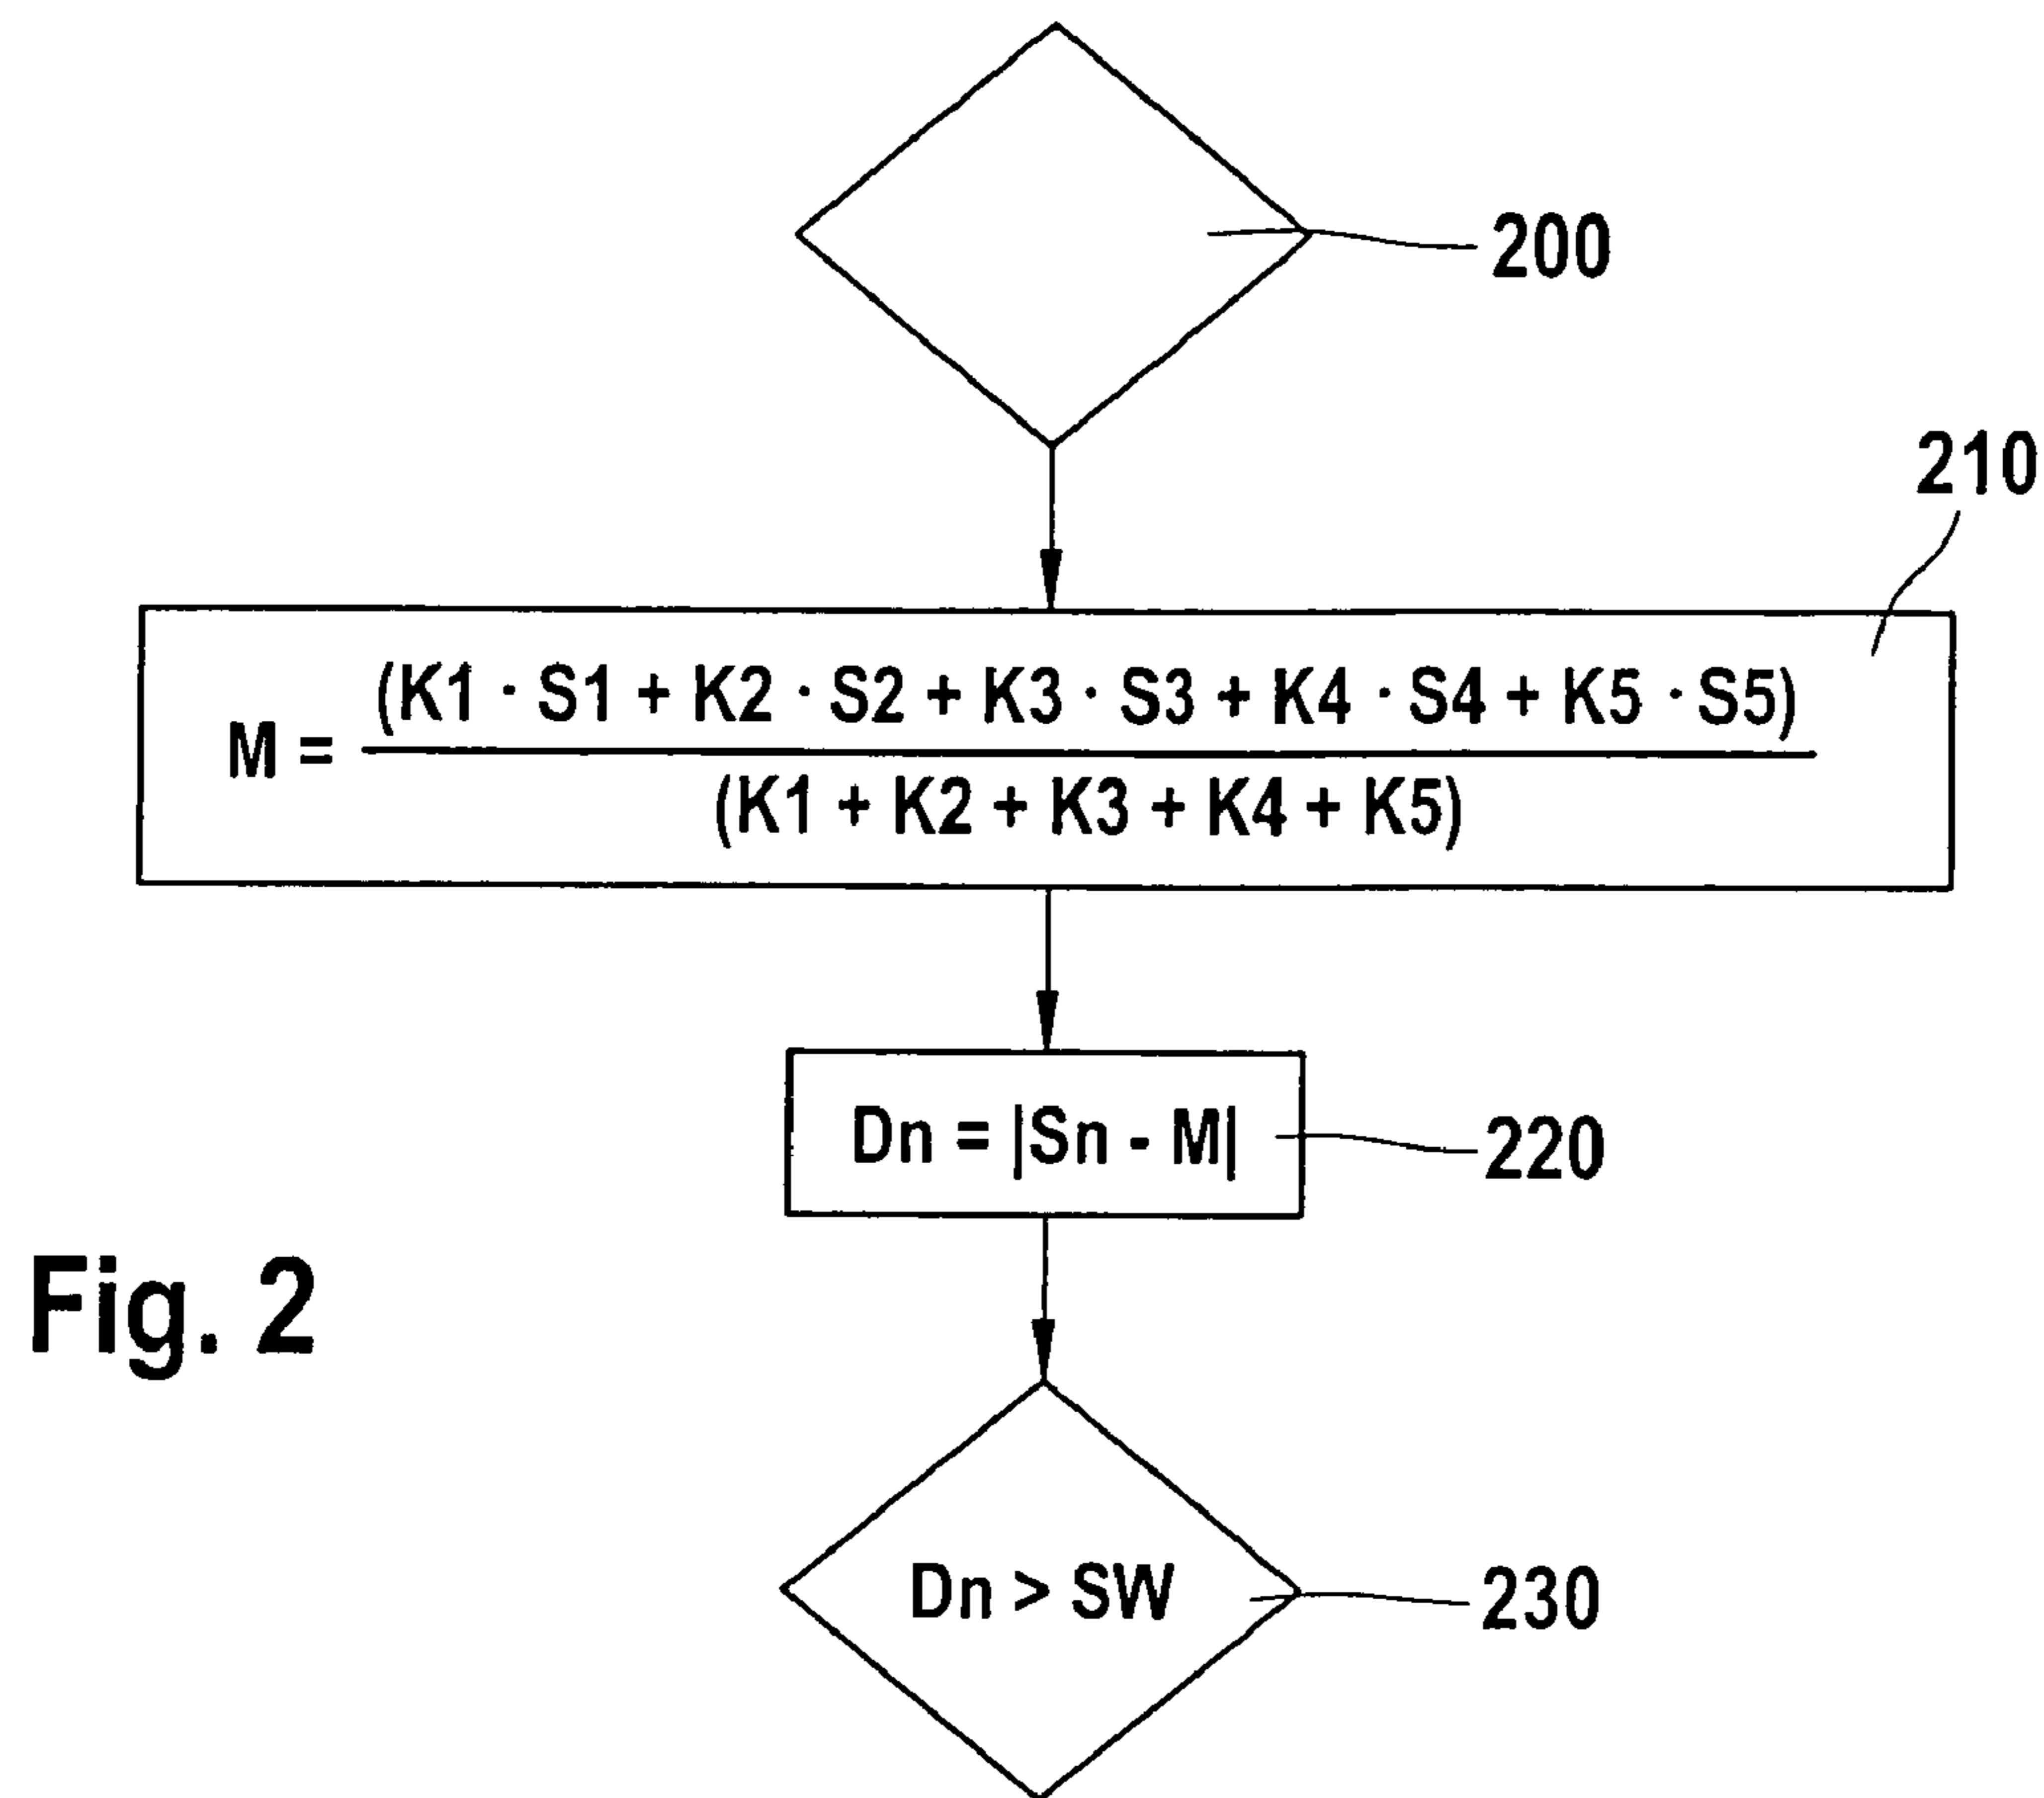 200
210
M = (K1 · S1 + K2 · S2 + K3 · S3 + K4 · S4 + K5 · S5)
(K1 + K2 + K3 + K4 + K5)
Dn = |Sn - M|
220
Fig. 2
Dn > SW
230